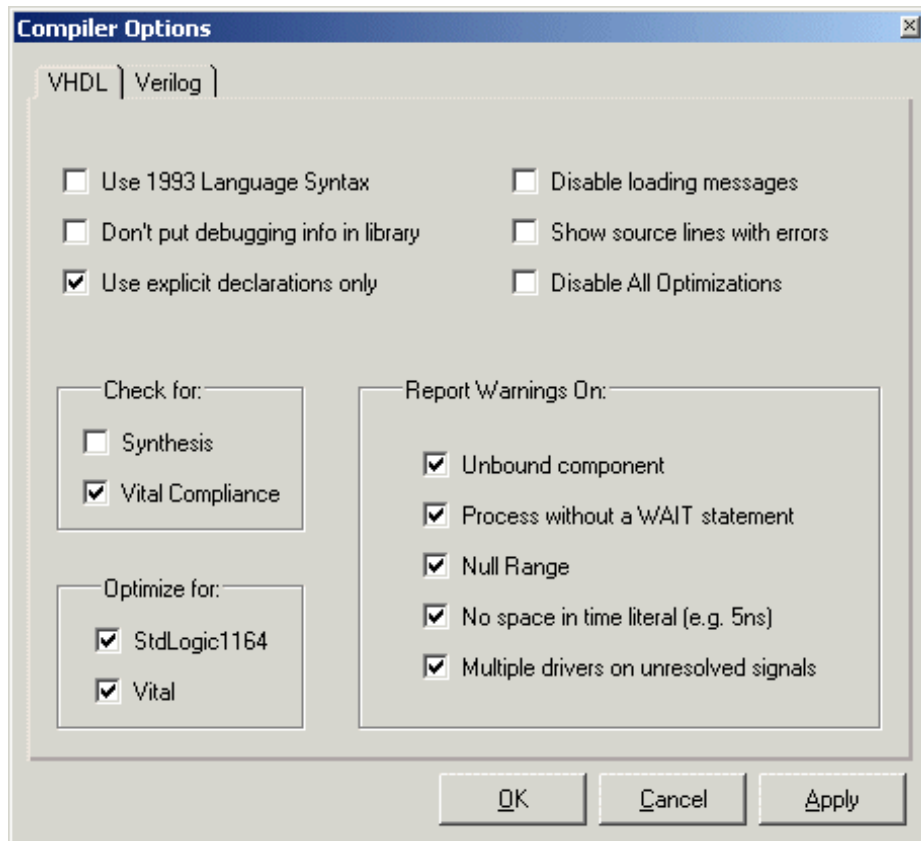 Compiler Options
VHDL Verilog
Use 1993 Language Syntax
Disable loading messages
Don't put debugging info in library
Show source lines with errors
Use explicit declarations only
Disable All Optimizations
Check for:
Synthesis
Vital Compliance
Optimize for:
StdLogic1164
Vital
Report Warnings On:
Unbound component
Process without a WAIT statement
Null Range
No space in time literal (e.g. 5ns)
Multiple drivers on unresolved signals
OK Cancel Apply